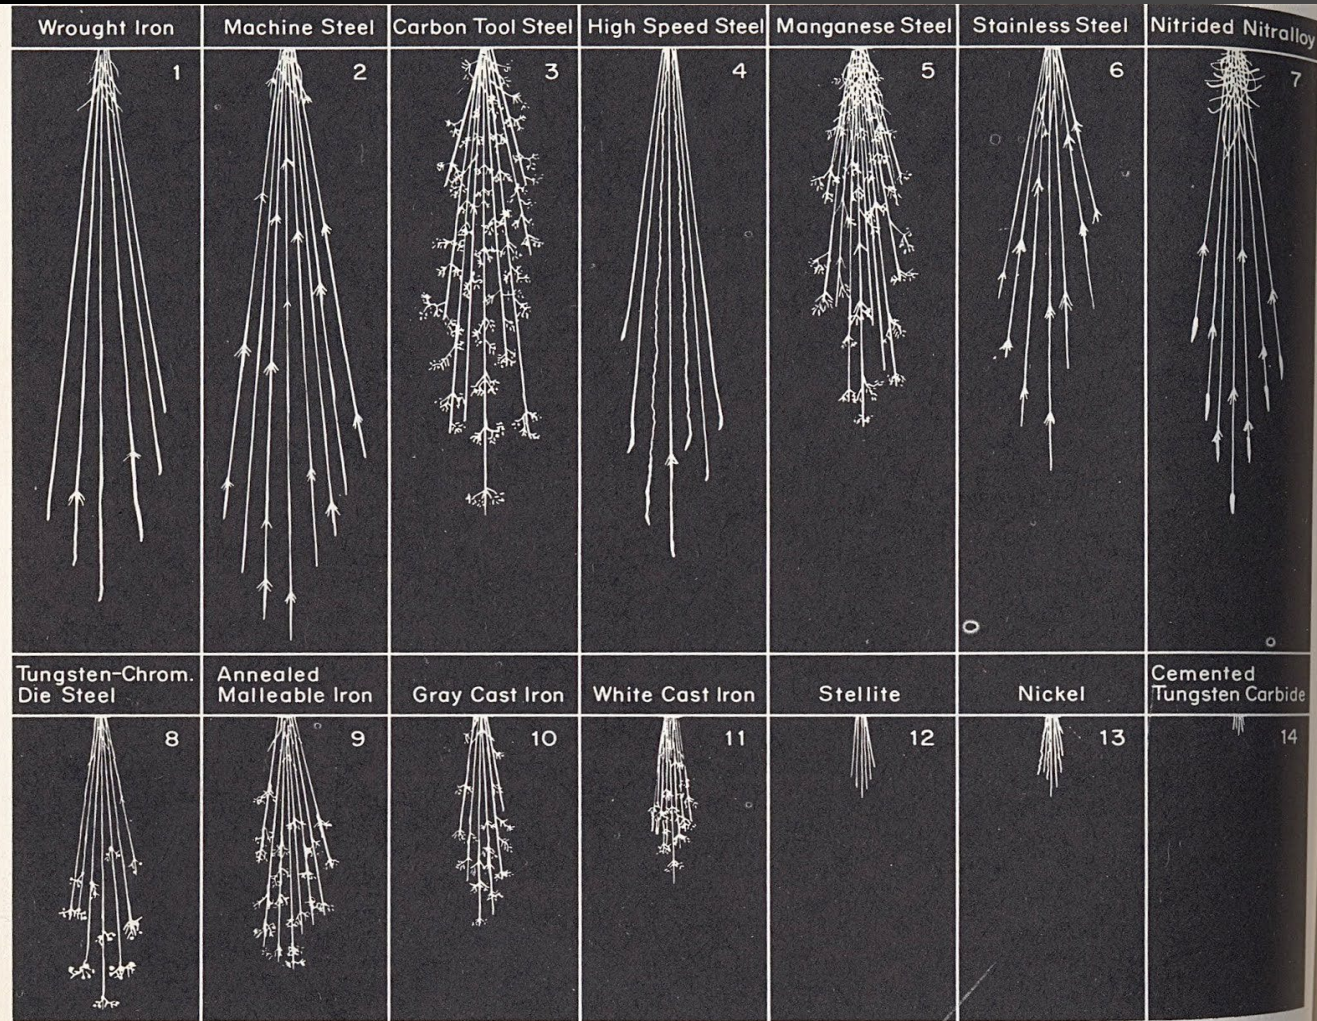 Wrought Iron
Machine Steel
Carbon Tool Steel
High Speed Steel
Manganese Steel
Stainless Steel
Nitrided Nitralloy
1
2
3
4
5
6
7
Tungsten-Chrom.
Die Steel
Annealed
Malleable Iron
Gray Cast Iron
White Cast Iron
Stellite
Nickel
Cemented
Tungsten Carbide
8
9
10
11
12
13
14